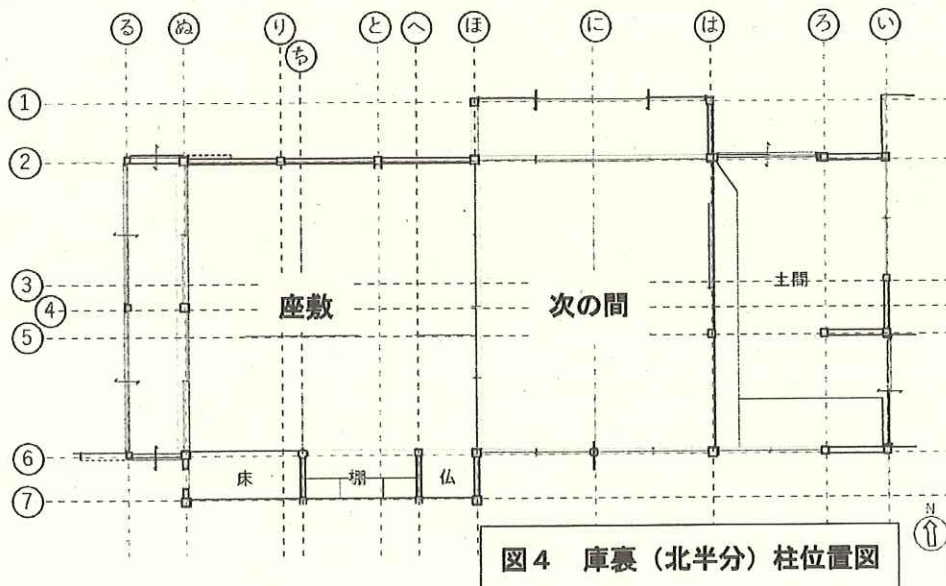 る ぬ り ち と へ ほ に は ろ い
1
2
3
4
5
6
7
座敷
次の間
土間
床
棚
仏
N
図4 庫裏(北半分)柱位置図